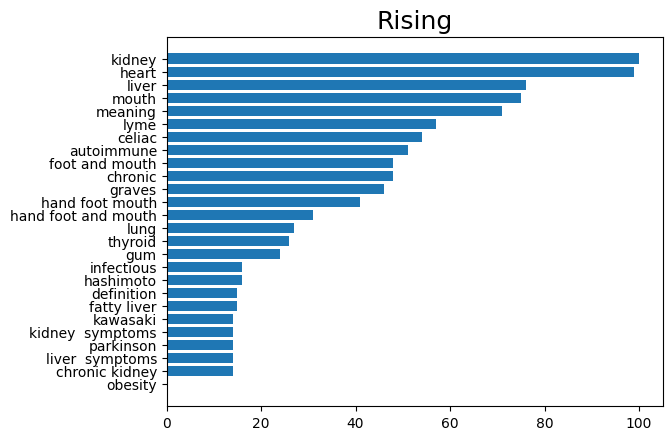 Rising
kidney
heart
liver
mouth
meaning
lyme
celiac
autoimmune
foot and mouth
chronic
graves
hand foot mouth
hand foot and mouth
lung
thyroid
gum
infectious
hashimoto
definition
fatty liver
kawasaki
kidney  symptoms
parkinson
liver  symptoms
chronic kidney
obesity
0 20 40 60 80 100